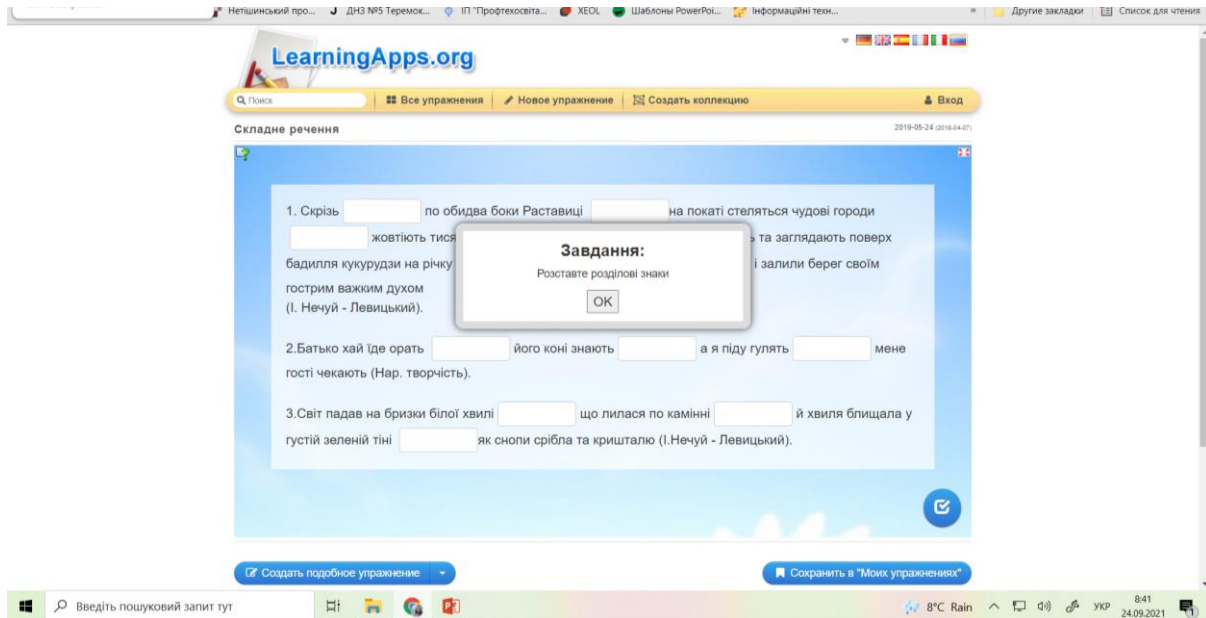 Нетішинський про... ДНЗ №5 Теремок... ІП "Профтехосвіта... XEOL Шаблоны PowerPoi... Інформаційні техн... » Другие закладки Список для чтения
LearningApps.org
Поиск Все упражнения Новое упражнение Создать коллекцию Вход
Складне речення 2019-05-24 (2016-04-07)
1. Скрізь по обидва боки Раставиці на покаті стеляться чудові городи
жовтіють тися ь та заглядають поверх
бадилля кукурудзи на річку і залили берег своїм
гострим важким духом
(І. Нечуй - Левицький).
Завдання:
Розставте розділові знаки
OK
2.Батько хай їде орать його коні знають а я піду гулять мене
гості чекають (Нар. творчість).
3.Світ падав на бризки білої хвилі що лилася по камінні й хвиля блищала у
густій зеленій тіні як снопи срібла та кришталю (І.Нечуй - Левицький).
Создать подобное упражнение Сохранить в "Моих упражнениях"
Введіть пошуковий запит тут 8°C Rain УКР 8:41
24.09.2021